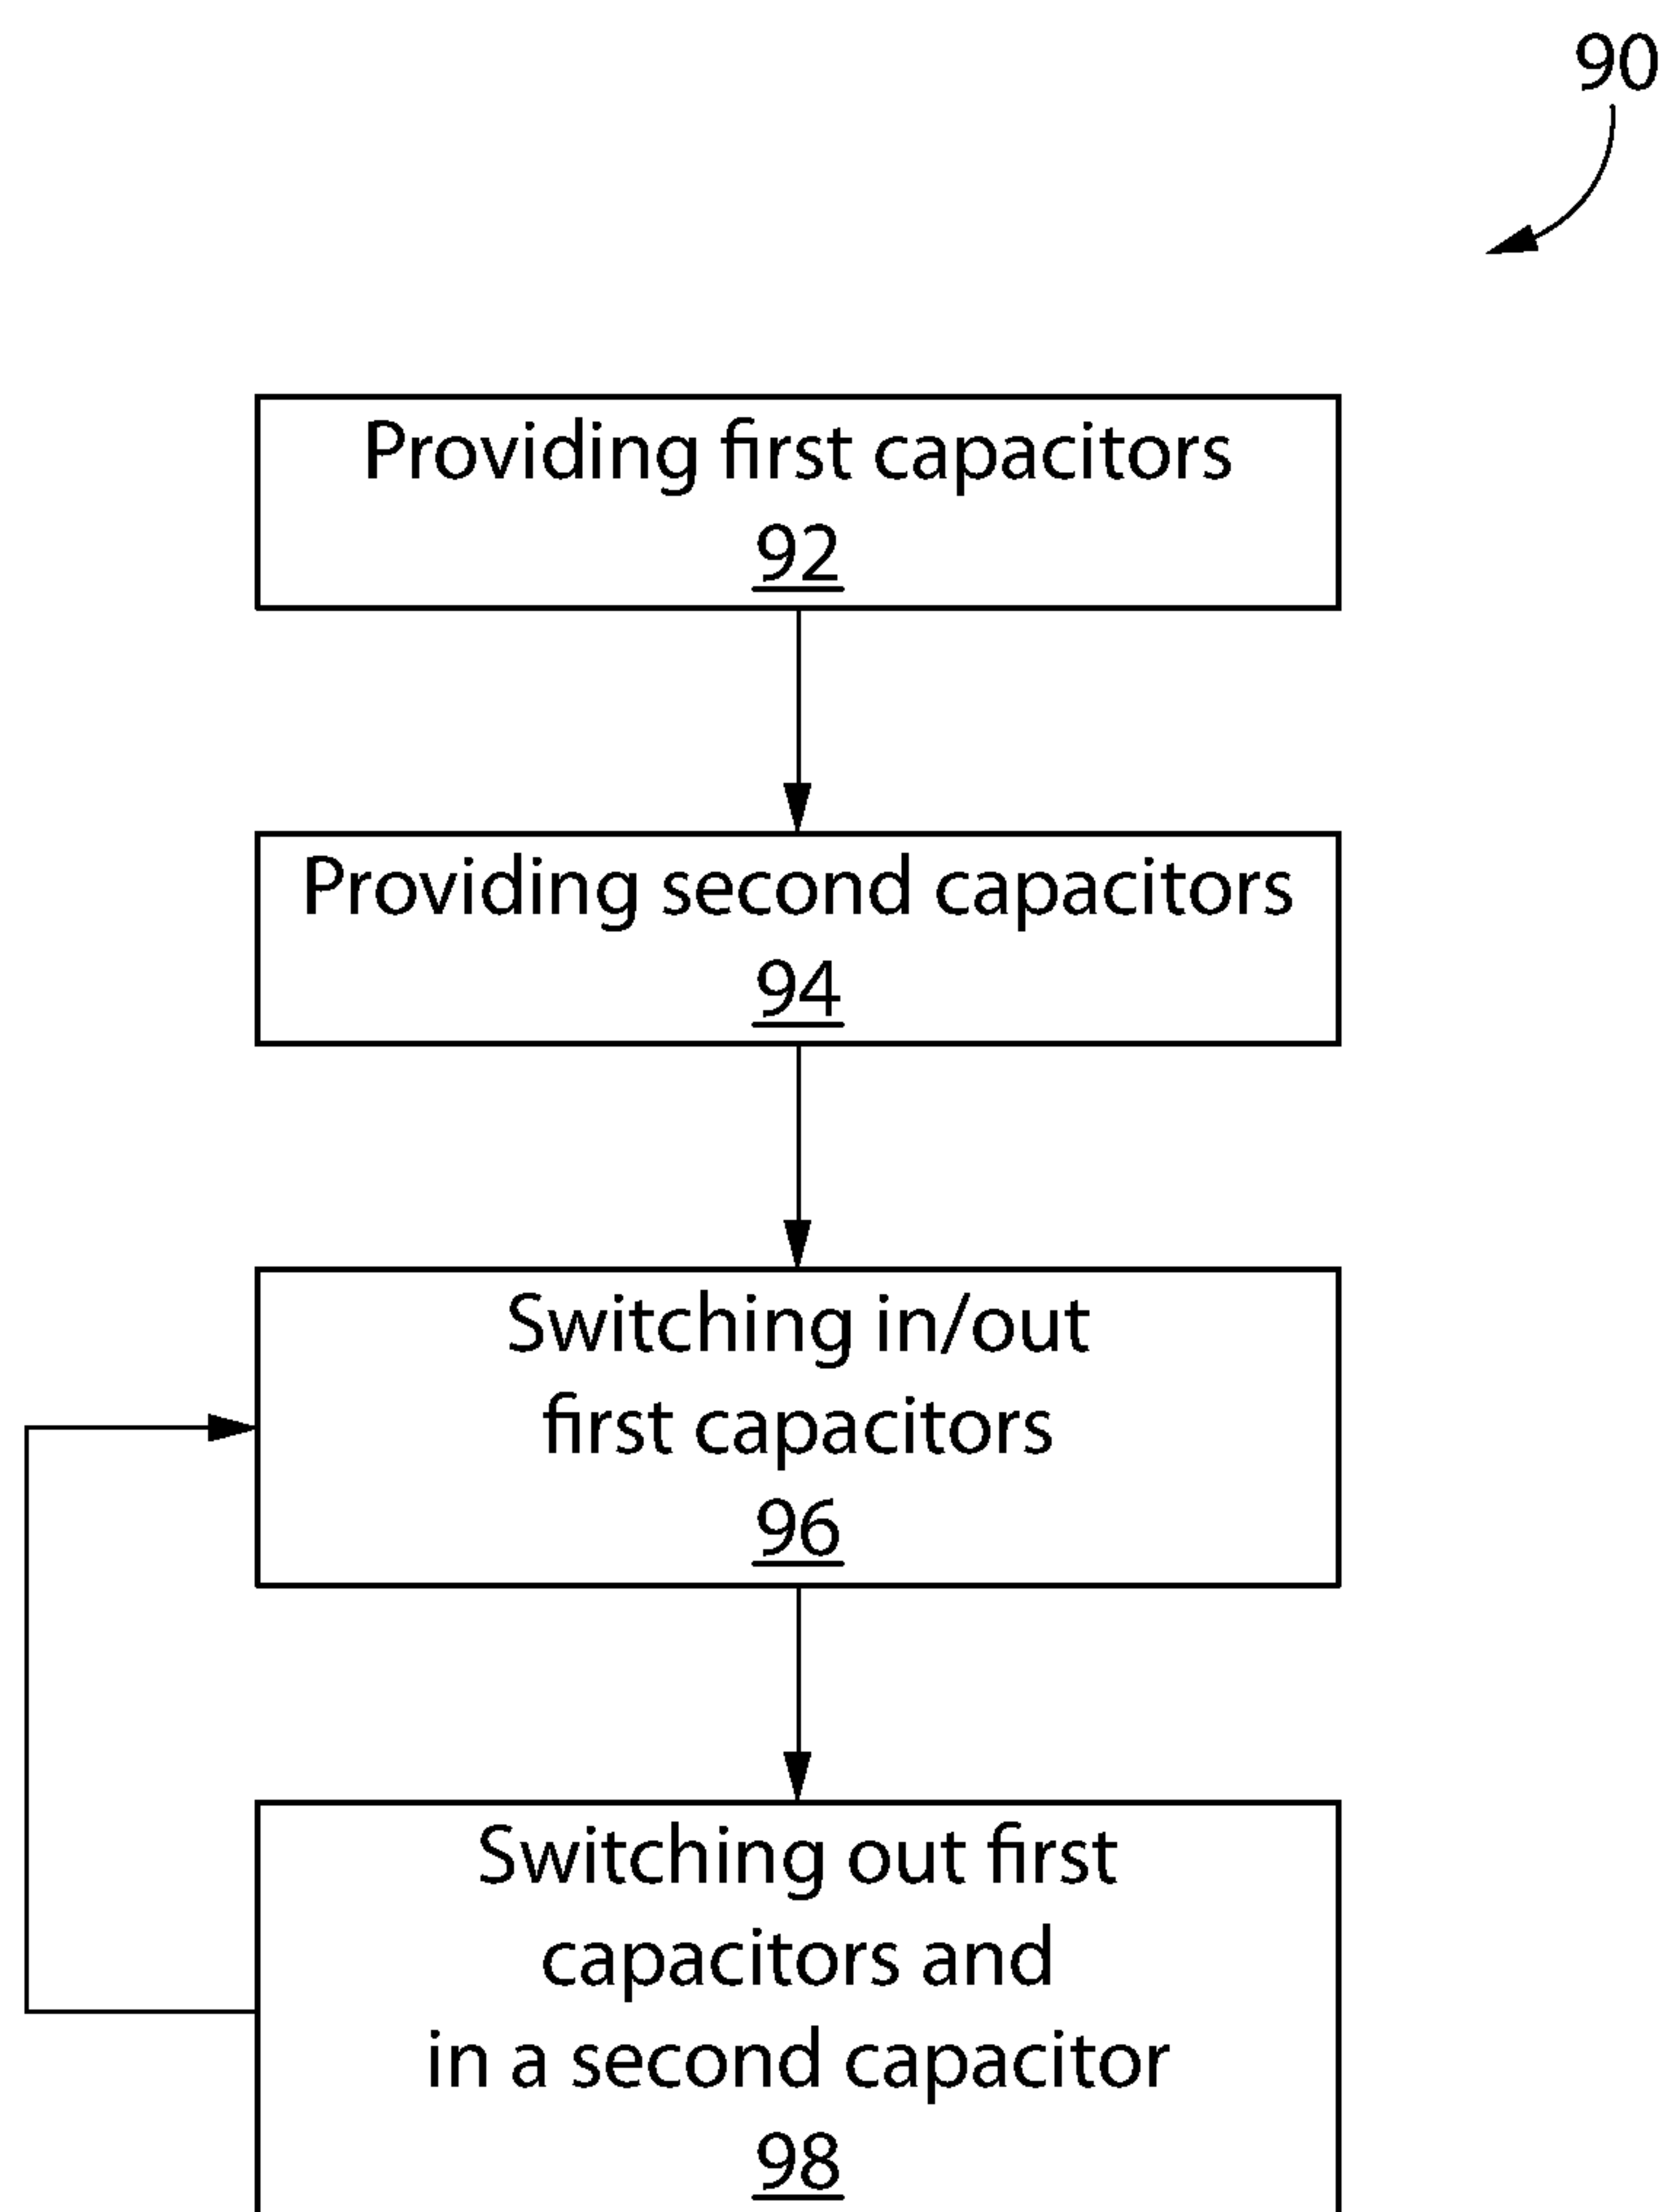 90
Providing first capacitors
92
Providing second capacitors
94
Switching in/out
first capacitors
96
Switching out first
capacitors and
in a second capacitor
98